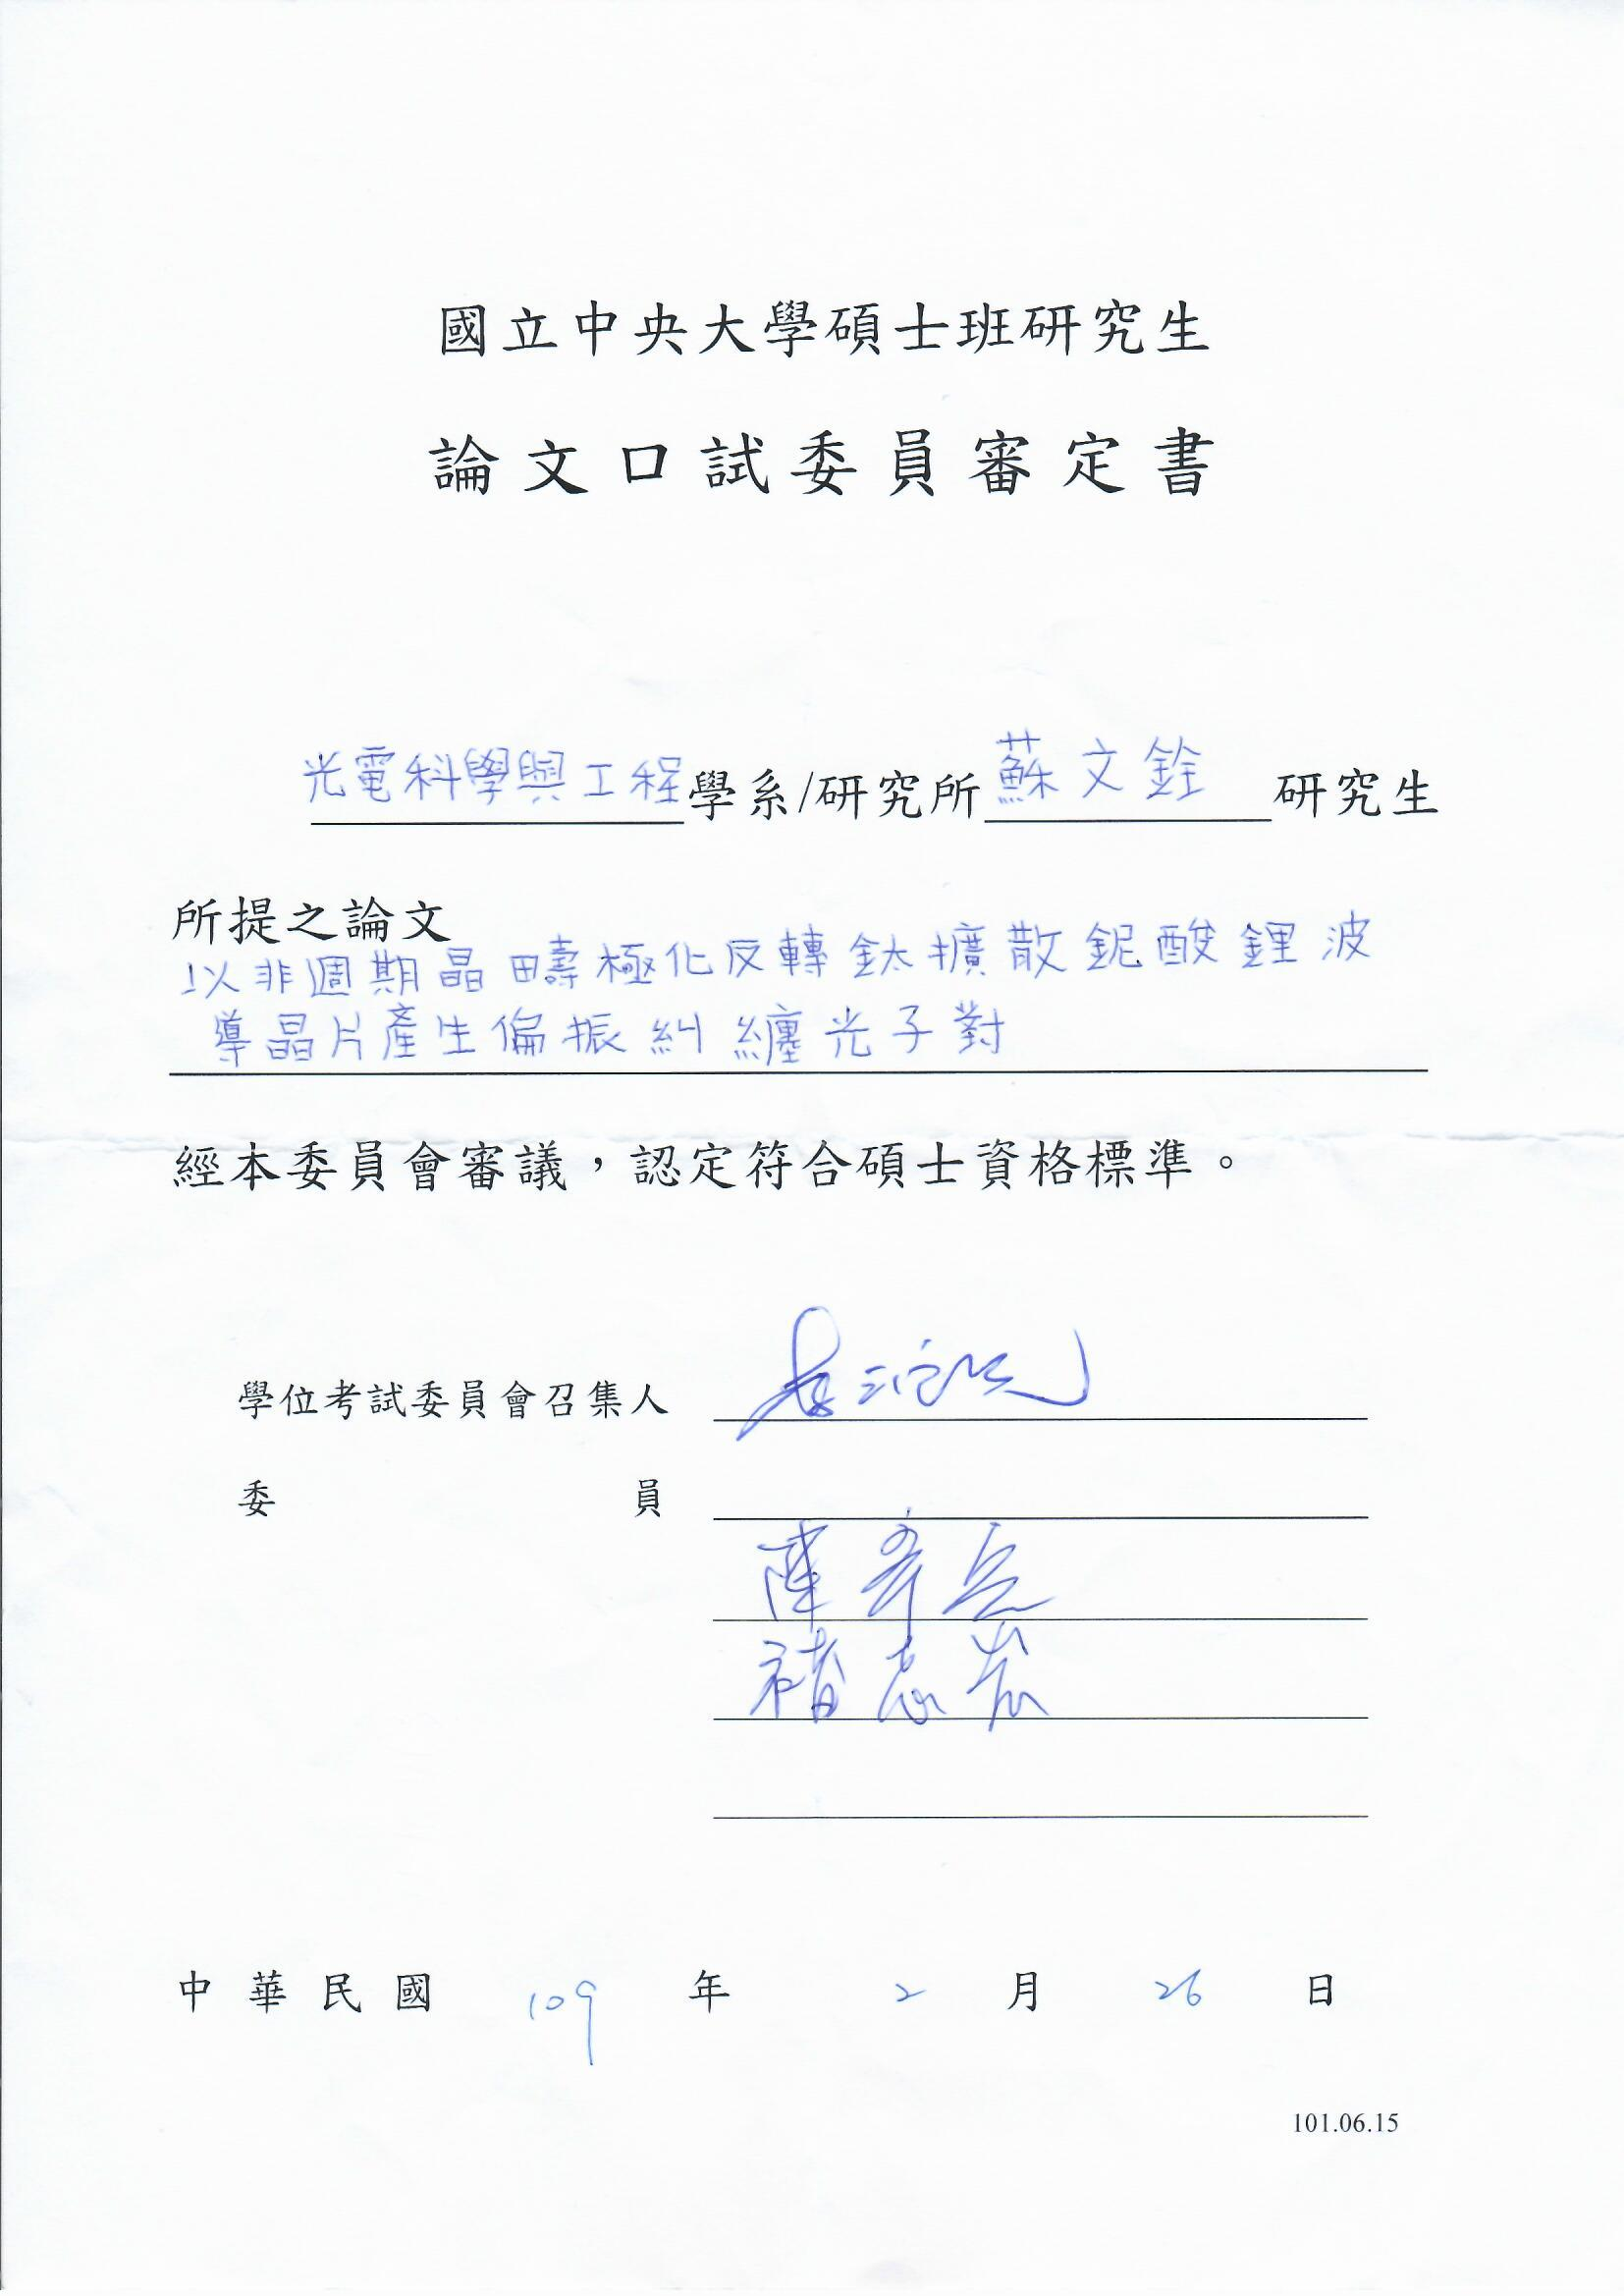 國立中央大學碩士班研究生
論文口試委員審定書
光電科學與工程學系/研究所蘇文銓研究生
所提之論文
以非週期晶疇極化反轉鈦擴散鈮酸鋰波
導晶片產生偏振糾纏光子對
經本委員會審議，認定符合碩士資格標準。
學位考試委員會召集人
委員
陳彥宏
褚志崧
中華民國 109 年 2 月 26 日
101.06.15